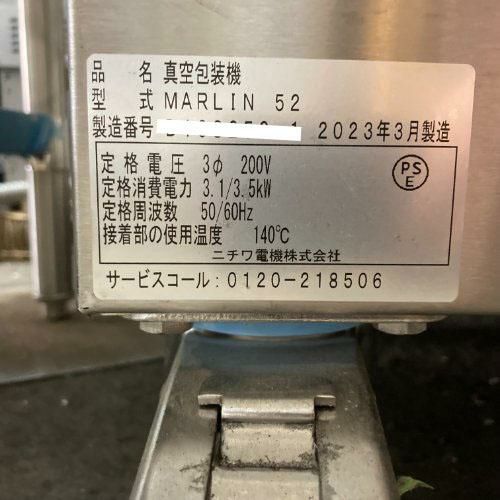 品　名 真空包装機
型　式 MARLIN 52
製造番号 2023年3月製造
定格電圧 3φ 200V
定格消費電力 3.1/3.5kW
定格周波数 50/60Hz
接着部の使用温度 140℃
PS
E
ニチワ電機株式会社
サービスコール:0120-218506